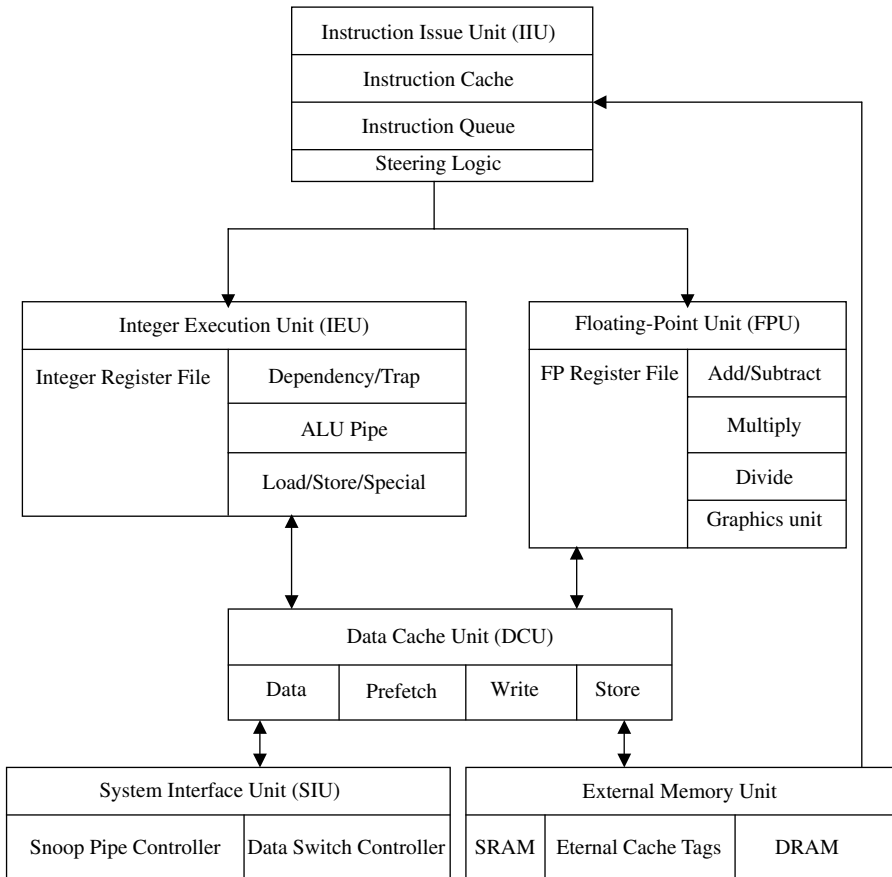 Instruction Issue Unit (IIU)
Instruction Cache
Instruction Queue
Steering Logic
Integer Execution Unit (IEU)
Integer Register File
Dependency/Trap
ALU Pipe
Load/Store/Special
Floating-Point Unit (FPU)
FP Register File
Add/Subtract
Multiply
Divide
Graphics unit
Data Cache Unit (DCU)
Data
Prefetch
Write
Store
System Interface Unit (SIU)
Snoop Pipe Controller
Data Switch Controller
External Memory Unit
SRAM
Eternal Cache Tags
DRAM